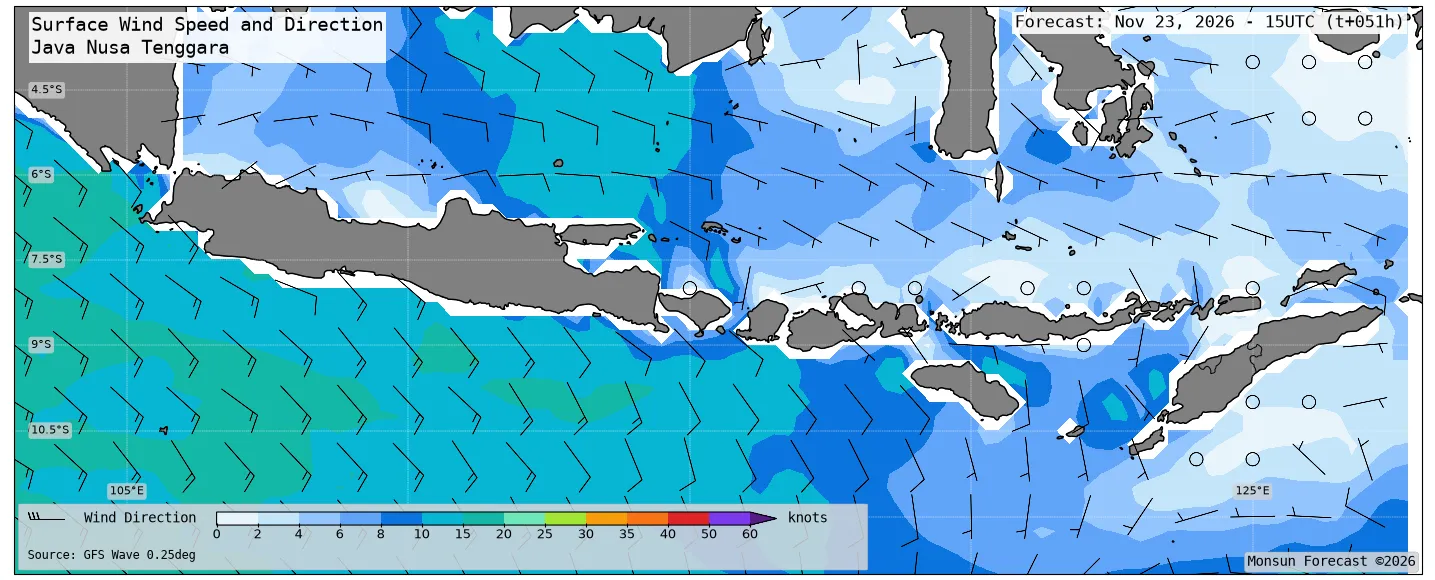 Surface Wind Speed and Direction
Java Nusa Tenggara
Forecast: Nov 23, 2026 - 15UTC (t+051h)
4.5°S
6°S
7.5°S
9°S
10.5°S
105°E
125°E
Wind Direction
0 2 4 6 8 10 15 20 25 30 40 50 60
knots
Source: GFS Wave 0.25deg
Monsun Forecast ©2026